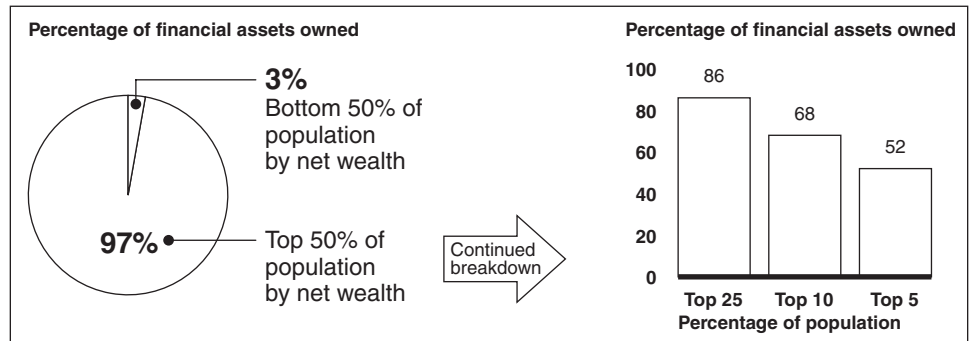 Percentage of financial assets owned
3%
Bottom 50% of
population
by net wealth
97%
Top 50% of
population
by net wealth
Continued
breakdown
Percentage of financial assets owned
100
80
60
40
20
0
86
68
52
Top 25 Top 10 Top 5
Percentage of population